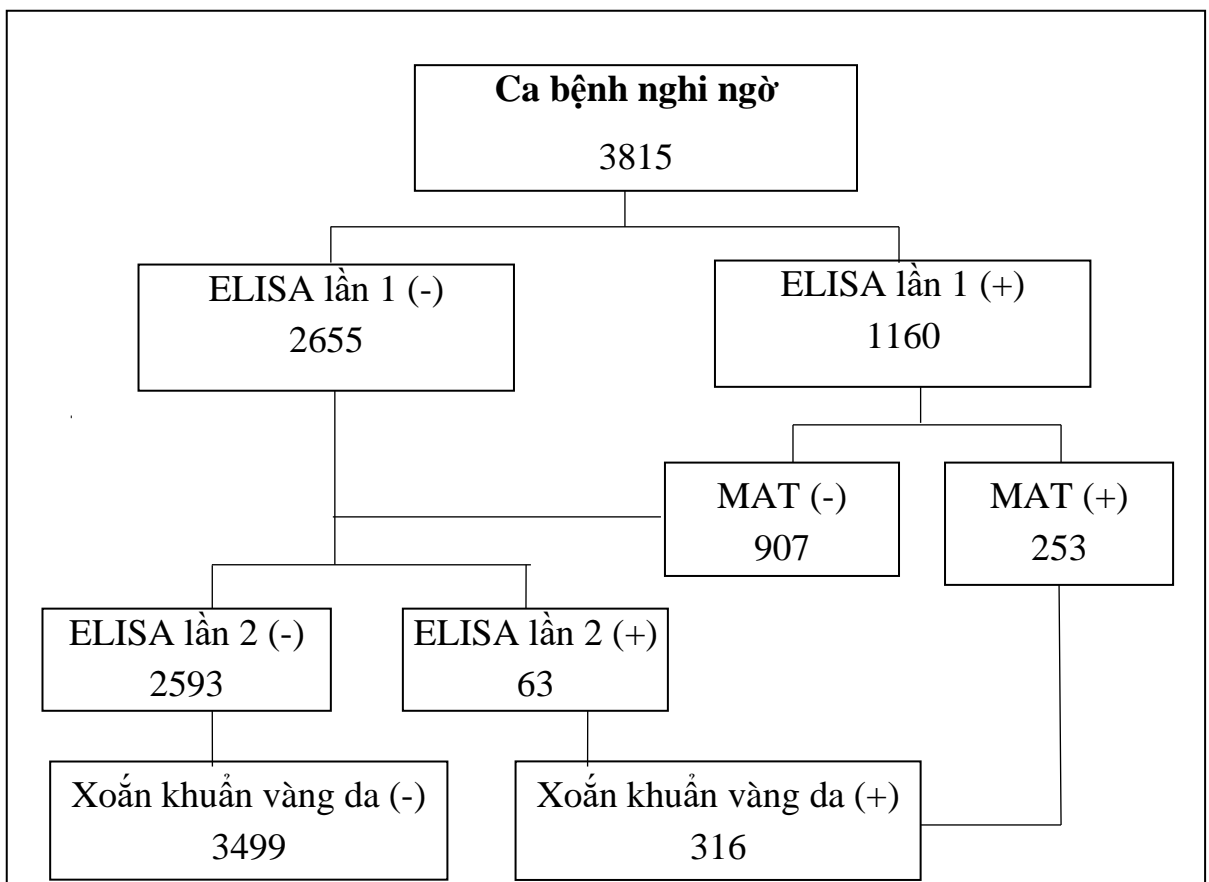 Ca bệnh nghi ngờ
3815
ELISA lần 1 (-)
2655
ELISA lần 1 (+)
1160
MAT (-)
907
MAT (+)
253
ELISA lần 2 (-)
2593
ELISA lần 2 (+)
63
Xoắn khuẩn vàng da (-)
3499
Xoắn khuẩn vàng da (+)
316